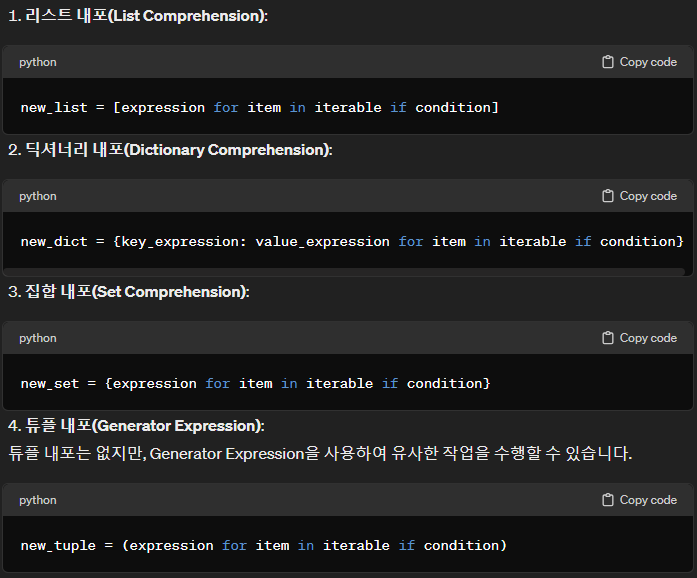 1. 리스트 내포(List Comprehension):
python
Copy code
new_list = [expression for item in iterable if condition]
2. 딕셔너리 내포(Dictionary Comprehension):
python
Copy code
new_dict = {key_expression: value_expression for item in iterable if condition}
3. 집합 내포(Set Comprehension):
python
Copy code
new_set = {expression for item in iterable if condition}
4. 튜플 내포(Generator Expression):
튜플 내포는 없지만, Generator Expression을 사용하여 유사한 작업을 수행할 수 있습니다.
python
Copy code
new_tuple = (expression for item in iterable if condition)